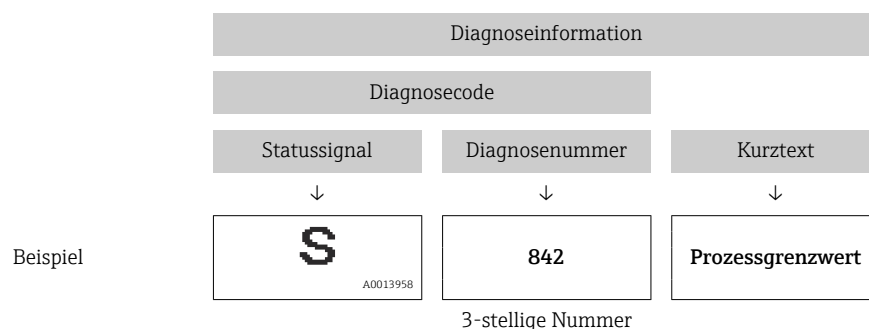 Diagnoseinformation
Diagnosecode
Statussignal Diagnosenummer Kurztext
↓ ↓ ↓
Beispiel S 842 Prozessgrenzwert
A0013958
3-stellige Nummer